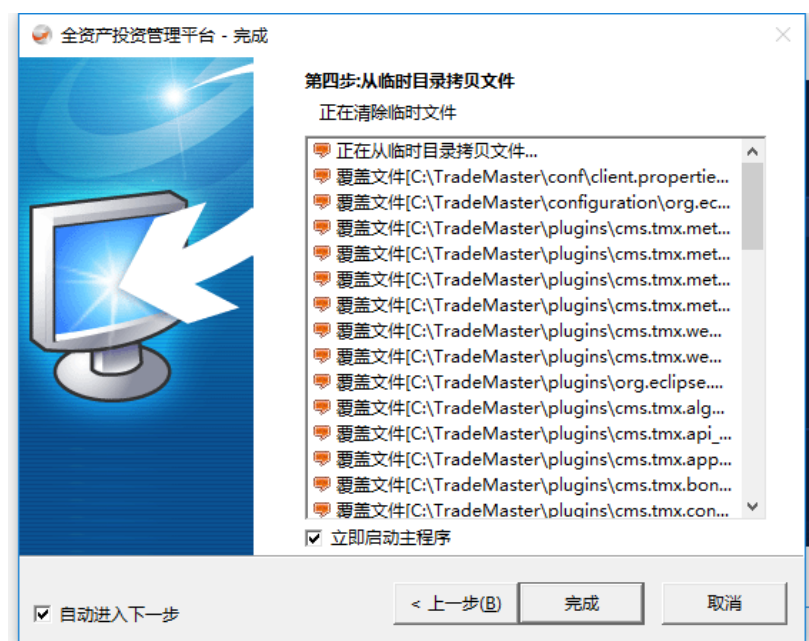 全资产投资管理平台 - 完成
第四步:从临时目录拷贝文件
正在清除临时文件
正在从临时目录拷贝文件...
覆盖文件[C:\TradeMaster\conf\client.propertie...
覆盖文件[C:\TradeMaster\configuration\org.ec...
覆盖文件[C:\TradeMaster\plugins\cms.tmx.met...
覆盖文件[C:\TradeMaster\plugins\cms.tmx.met...
覆盖文件[C:\TradeMaster\plugins\cms.tmx.met...
覆盖文件[C:\TradeMaster\plugins\cms.tmx.met...
覆盖文件[C:\TradeMaster\plugins\cms.tmx.we...
覆盖文件[C:\TradeMaster\plugins\cms.tmx.we...
覆盖文件[C:\TradeMaster\plugins\org.eclipse....
覆盖文件[C:\TradeMaster\plugins\cms.tmx.alg...
覆盖文件[C:\TradeMaster\plugins\cms.tmx.api_...
覆盖文件[C:\TradeMaster\plugins\cms.tmx.app...
覆盖文件[C:\TradeMaster\plugins\cms.tmx.bon...
覆盖文件[C:\TradeMaster\plugins\cms.tmx.con...
立即启动主程序
自动进入下一步
< 上一步(B)
完成
取消